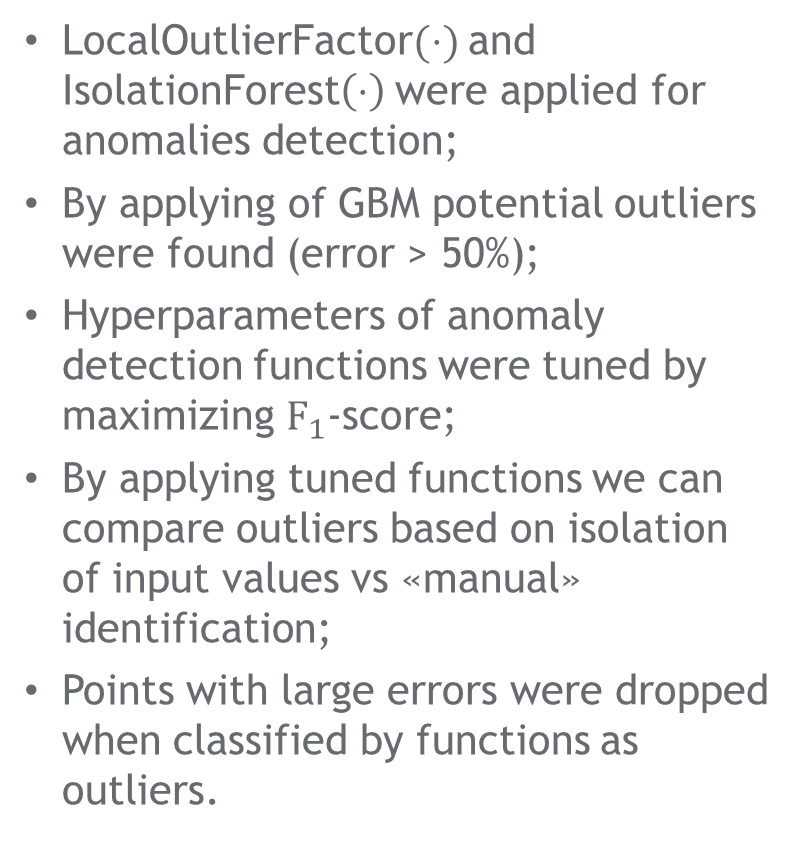 • LocalOutlierFactor(·) and
IsolationForest(·) were applied for
anomalies detection;
• By applying of GBM potential outliers
were found (error > 50%);
• Hyperparameters of anomaly
detection functions were tuned by
maximizing F₁-score;
• By applying tuned functions we can
compare outliers based on isolation
of input values vs «manual»
identification;
• Points with large errors were dropped
when classified by functions as
outliers.